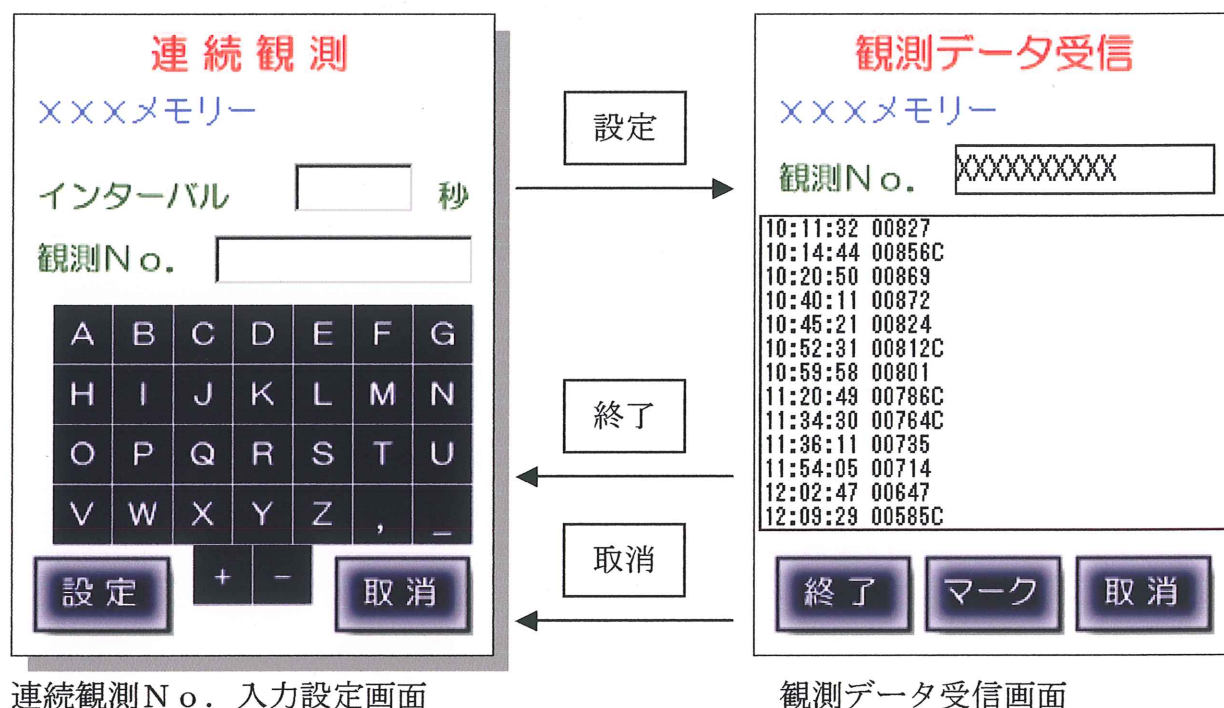 連続観測
×××メモリー
インターバル 秒
観測No.
A B C D E F G
H I J K L M N
O P Q R S T U
V W X Y Z , _
設定 + - 取消
連続観測No. 入力設定画面
設定
終了
取消
観測データ受信
×××メモリー
観測No. XXXXXXXXXX
10:11:32 00827
10:14:44 00856C
10:20:50 00869
10:40:11 00872
10:45:21 00824
10:52:31 00812C
10:59:58 00801
11:20:49 00786C
11:34:30 00764C
11:36:11 00735
11:54:05 00714
12:02:47 00647
12:09:29 00585C
終了 マーク 取消
観測データ受信画面